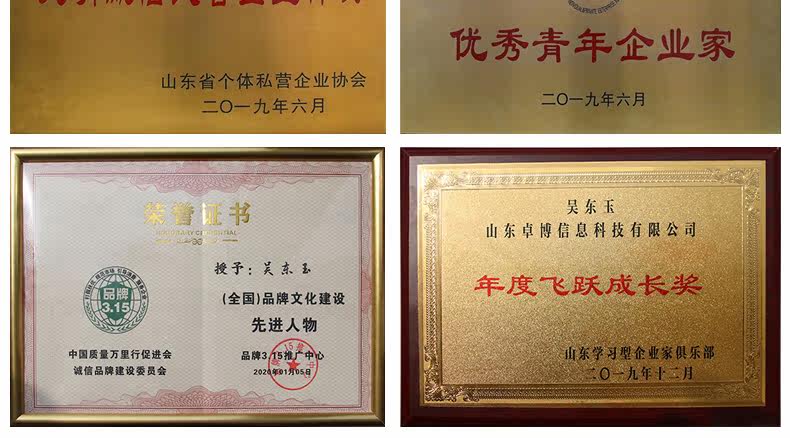 山东省个体私营企业协会
二〇一九年六月
优秀青年企业家
二〇一九年六月
荣誉证书
HONORARY CREDENTIAL
授予：吴东玉
(全国)品牌文化建设
先进人物
品牌
3.15
中国质量万里行促进会
诚信品牌建设委员会
品牌3.15推广中心
2020年01月05日
吴东玉
山东卓博信息科技有限公司
年度飞跃成长奖
山东学习型企业家俱乐部
二〇一九年十二月